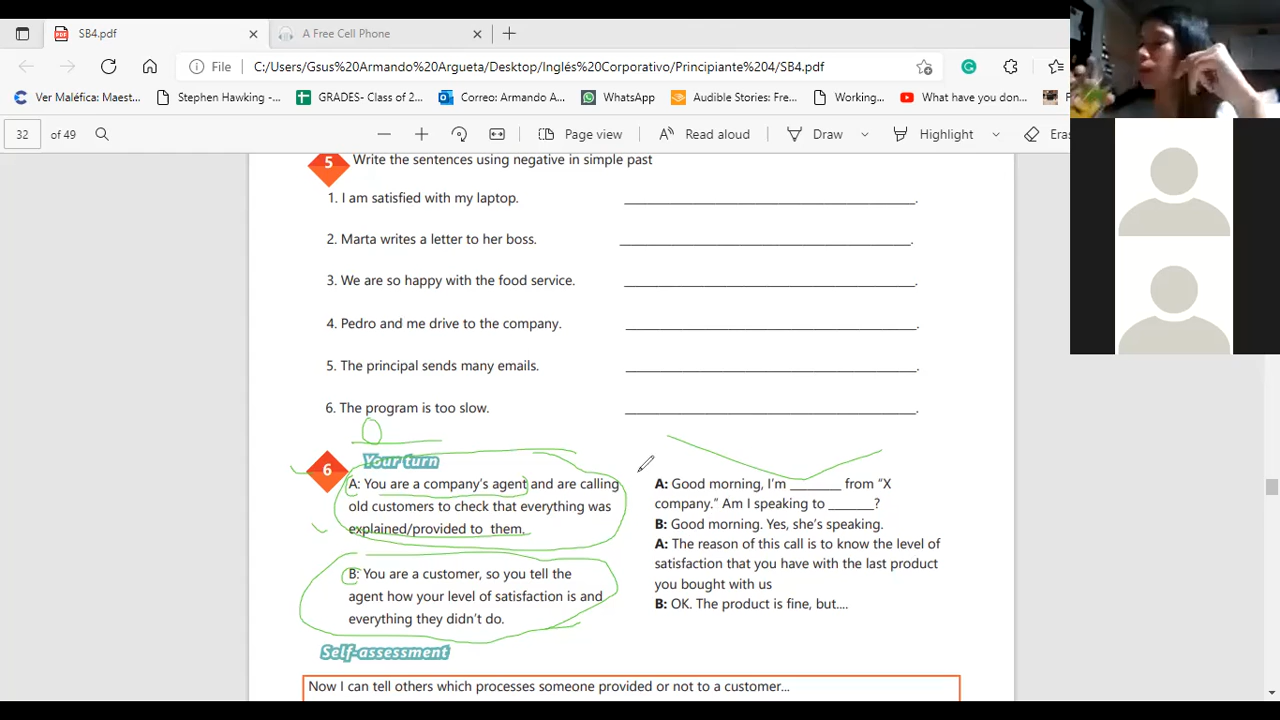 SB4.pdf
A Free Cell Phone
File
C:/Users/Gsus%20Armando%20Argueta/Desktop/Inglés%20Corporativo/Principiante%204/SB4.pdf
Ver Maléfica: Maest...
Stephen Hawking -...
GRADES- Class of 2...
Correo: Armando A...
WhatsApp
Audible Stories: Fre...
Working...
What have you don...
32
of 49
Page view
Read aloud
Draw
Highlight
Eras
5
Write the sentences using negative in simple past
1. I am satisfied with my laptop. ______________________________.
2. Marta writes a letter to her boss. ______________________________.
3. We are so happy with the food service. ______________________________.
4. Pedro and me drive to the company. ______________________________.
5. The principal sends many emails. ______________________________.
6. The program is too slow. ______________________________.
6
Your turn
A: You are a company's agent and are calling
old customers to check that everything was
explained/provided to them.
B: You are a customer, so you tell the
agent how your level of satisfaction is and
everything they didn't do.
A: Good morning, I'm _______ from "X
company." Am I speaking to ______?
B: Good morning. Yes, she's speaking.
A: The reason of this call is to know the level of
satisfaction that you have with the last product
you bought with us
B: OK. The product is fine, but....
Self-assessment
Now I can tell others which processes someone provided or not to a customer...